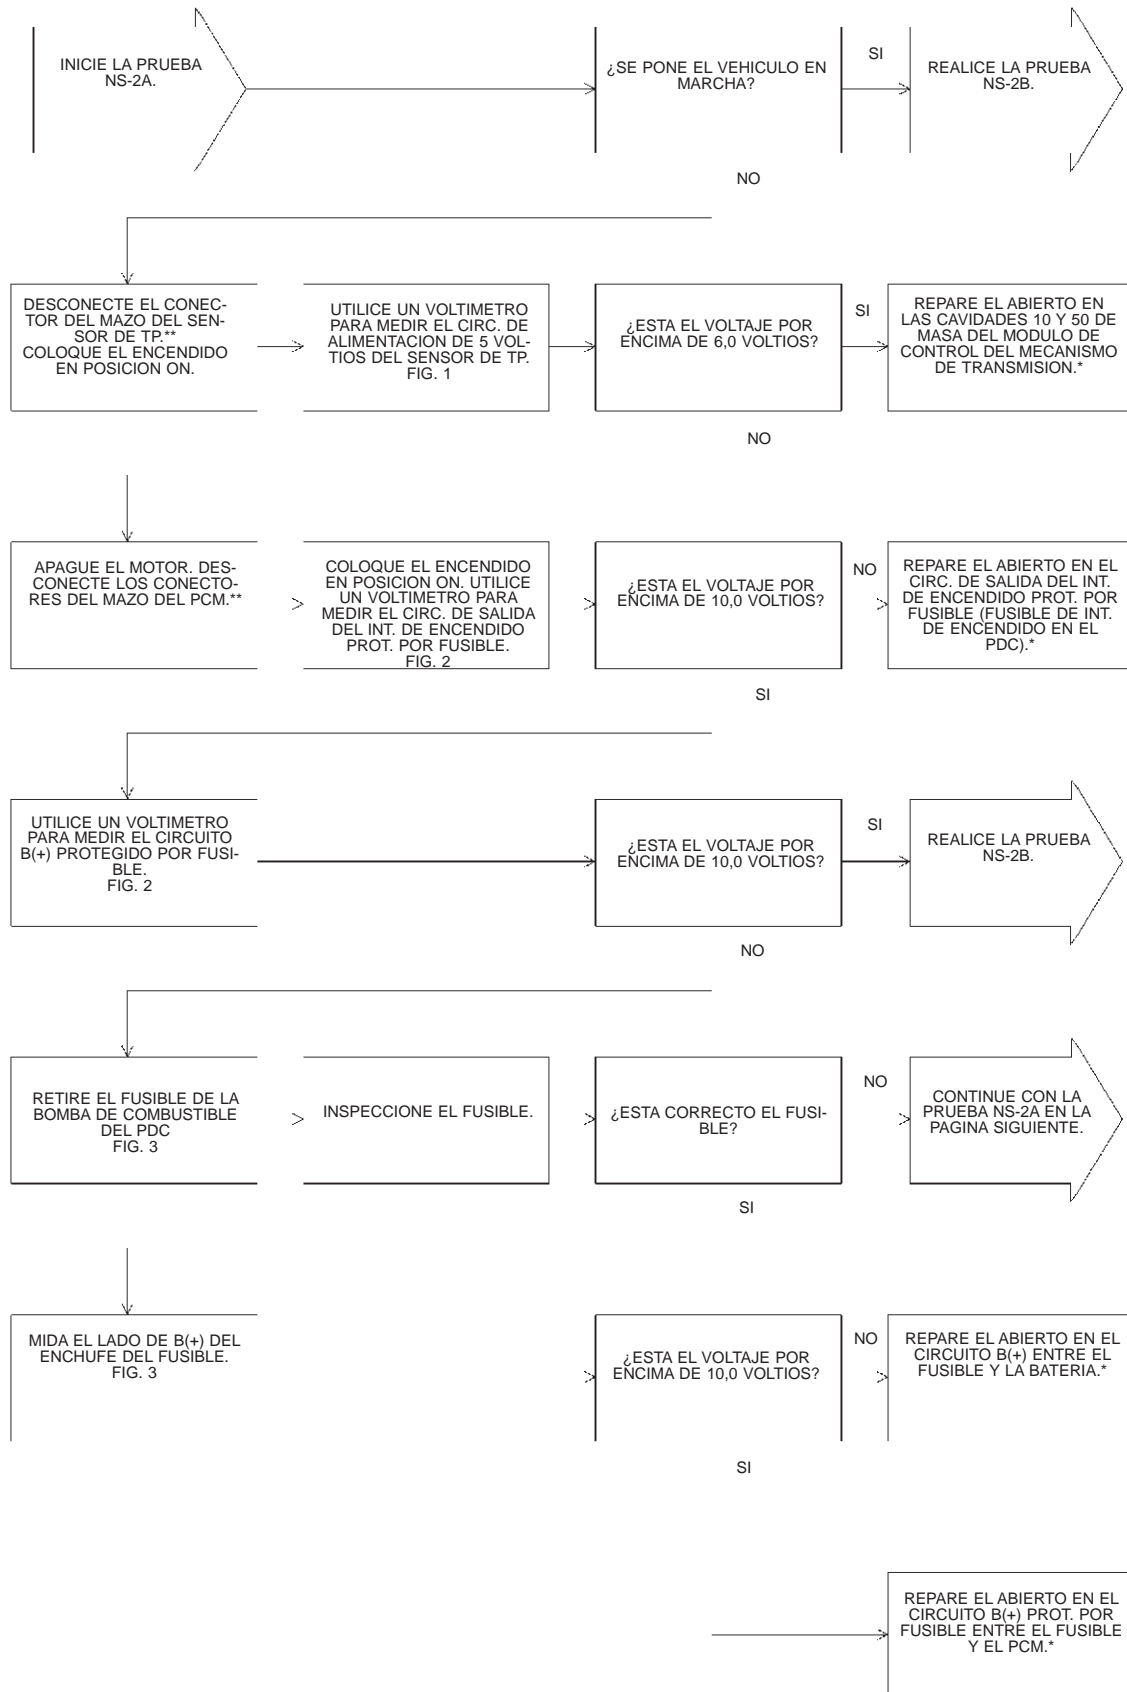 INICIE LA PRUEBA
NS-2A.
¿SE PONE EL VEHICULO EN
MARCHA?
SI
REALICE LA PRUEBA
NS-2B.
NO
DESCONECTE EL CONEC-
TOR DEL MAZO DEL SEN-
SOR DE TP.**
COLOQUE EL ENCENDIDO
EN POSICION ON.
UTILICE UN VOLTIMETRO
PARA MEDIR EL CIRC. DE
ALIMENTACION DE 5 VOL-
TIOS DEL SENSOR DE TP.
FIG. 1
¿ESTA EL VOLTAJE POR
ENCIMA DE 6,0 VOLTIOS?
SI
REPARE EL ABIERTO EN
LAS CAVIDADES 10 Y 50 DE
MASA DEL MODULO DE
CONTROL DEL MECANISMO
DE TRANSMISION.*
NO
APAGUE EL MOTOR. DES-
CONECTE LOS CONECTO-
RES DEL MAZO DEL PCM.**
COLOQUE EL ENCENDIDO
EN POSICION ON. UTILICE
UN VOLTIMETRO PARA
MEDIR EL CIRC. DE SALIDA
DEL INT. DE ENCENDIDO
PROT. POR FUSIBLE.
FIG. 2
¿ESTA EL VOLTAJE POR
ENCIMA DE 10,0 VOLTIOS?
NO
REPARE EL ABIERTO EN EL
CIRC. DE SALIDA DEL INT.
DE ENCENDIDO PROT. POR
FUSIBLE (FUSIBLE DE INT.
DE ENCENDIDO EN EL
PDC).*
SI
UTILICE UN VOLTIMETRO
PARA MEDIR EL CIRCUITO
B(+) PROTEGIDO POR FUSI-
BLE.
FIG. 2
¿ESTA EL VOLTAJE POR
ENCIMA DE 10,0 VOLTIOS?
SI
REALICE LA PRUEBA
NS-2B.
NO
RETIRE EL FUSIBLE DE LA
BOMBA DE COMBUSTIBLE
DEL PDC
FIG. 3
INSPECCIONE EL FUSIBLE.
¿ESTA CORRECTO EL FUSI-
BLE?
NO
CONTINUE CON LA
PRUEBA NS-2A EN LA
PAGINA SIGUIENTE.
SI
MIDA EL LADO DE B(+) DEL
ENCHUFE DEL FUSIBLE.
FIG. 3
¿ESTA EL VOLTAJE POR
ENCIMA DE 10,0 VOLTIOS?
NO
REPARE EL ABIERTO EN EL
CIRCUITO B(+) ENTRE EL
FUSIBLE Y LA BATERIA.*
SI
REPARE EL ABIERTO EN EL
CIRCUITO B(+) PROT. POR
FUSIBLE ENTRE EL FUSIBLE
Y EL PCM.*